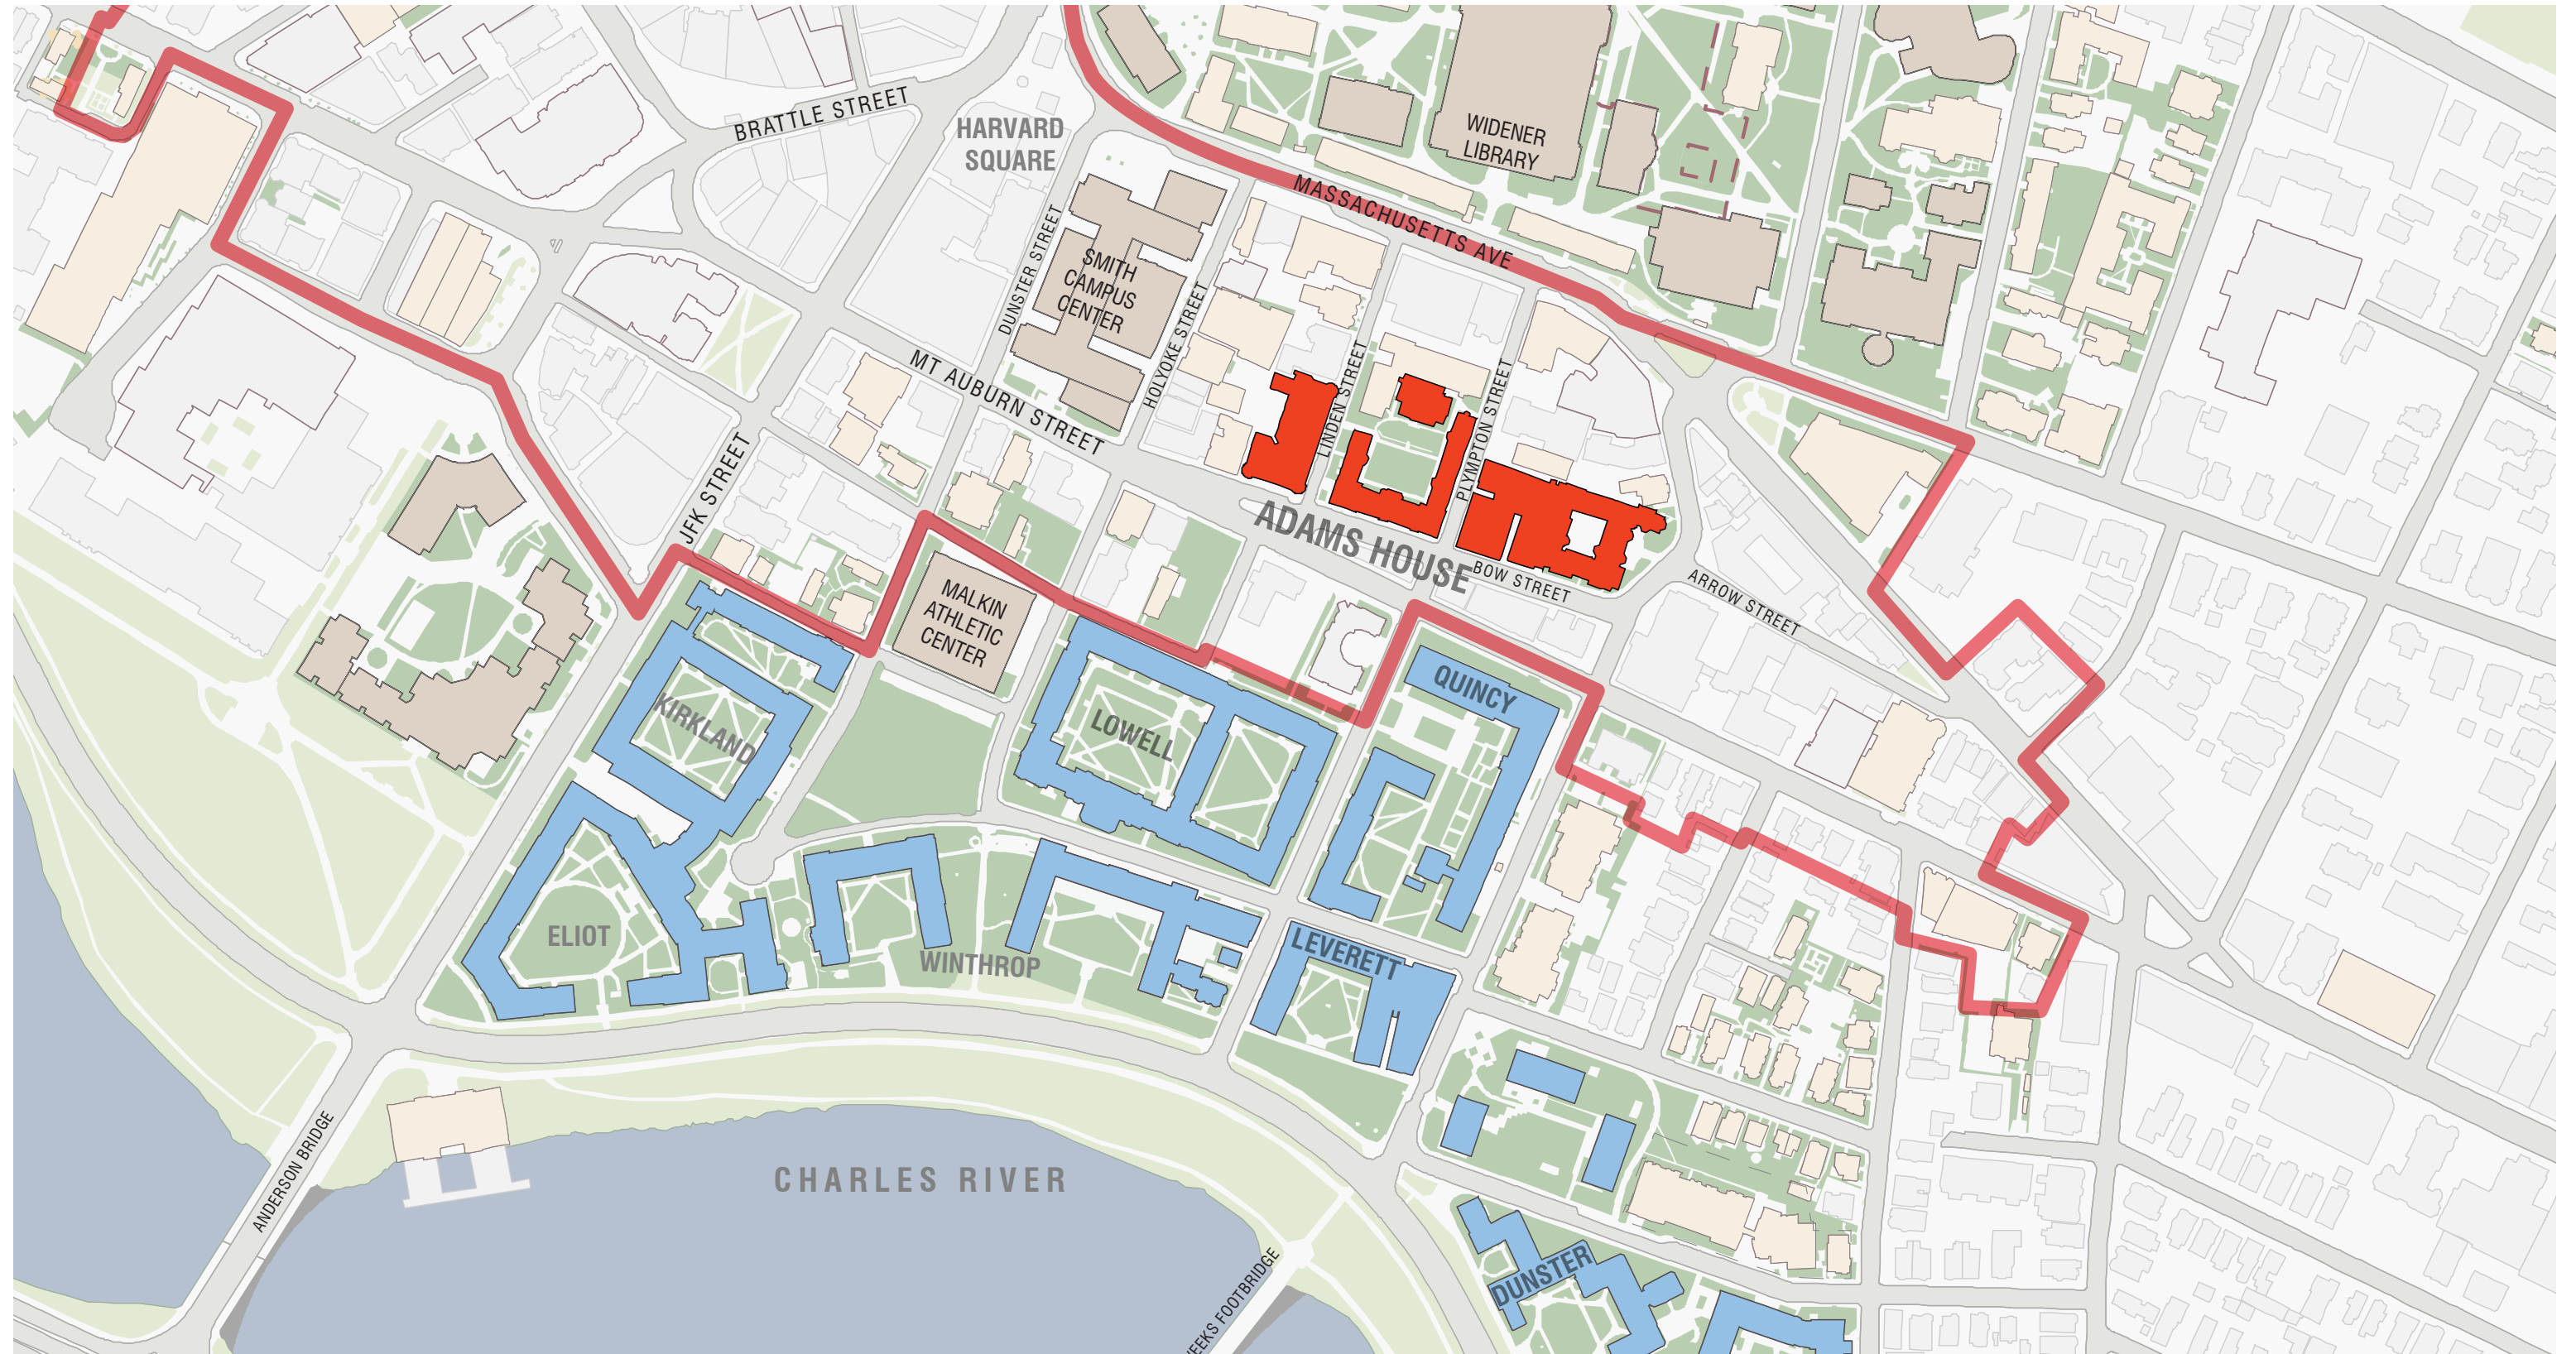 BRATTLE STREET
HARVARD
SQUARE
WIDENER
LIBRARY
MASSACHUSETTS AVE
DUNSTER STREET
SMITH
CAMPUS
CENTER
HOLYOKE STREET
MT AUBURN STREET
LINDEN STREET
PLYMPTON STREET
JFK STREET
ADAMS HOUSE
BOW STREET
ARROW STREET
MALKIN
ATHLETIC
CENTER
KIRKLAND
LOWELL
QUINCY
ELIOT
WINTHROP
LEVERETT
ANDERSON BRIDGE
CHARLES RIVER
DUNSTER
FOOTBRIDGE